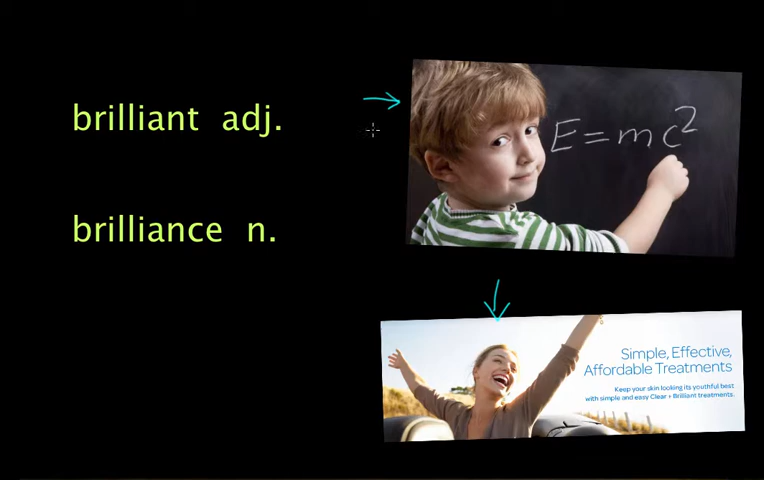 brilliant adj.
brilliance n.
E=mc²
Simple, Effective,
Affordable Treatments
Keep your skin looking its youthful best
with simple and easy Clear + Brilliant treatments.